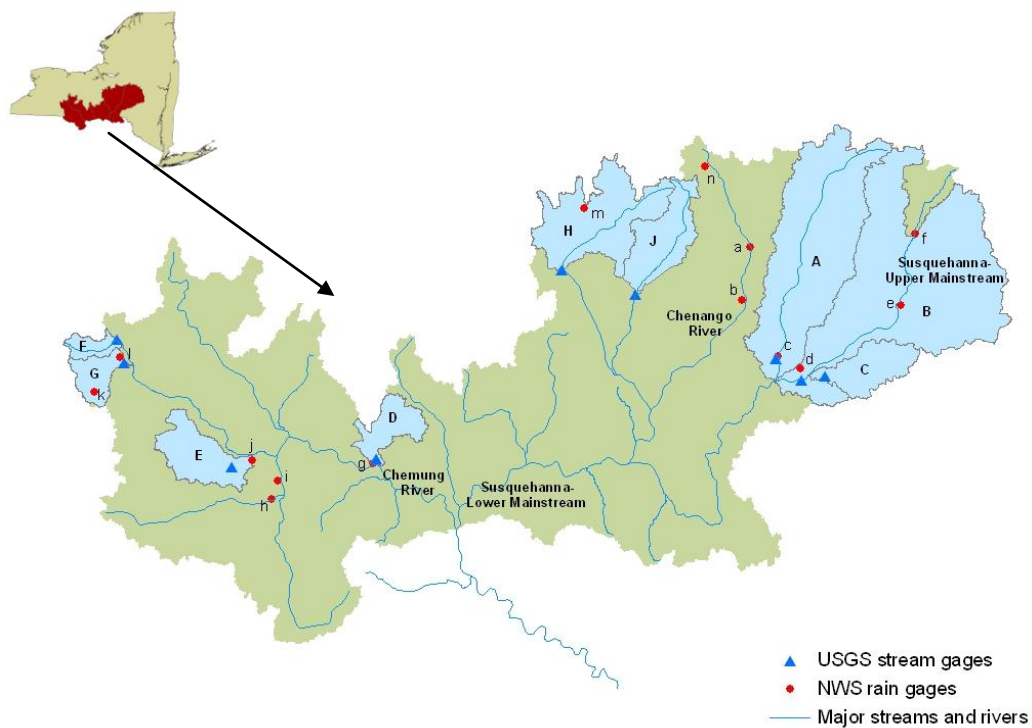 n
m
H
J
a
A
f
Susquehanna-
Upper Mainstream
b
Chenango
River
e
B
E
l
G
k
c
d
C
D
j
E
i
h
g
Chemung
River
Susquehanna-
Lower Mainstream
USGS stream gages
NWS rain gages
Major streams and rivers